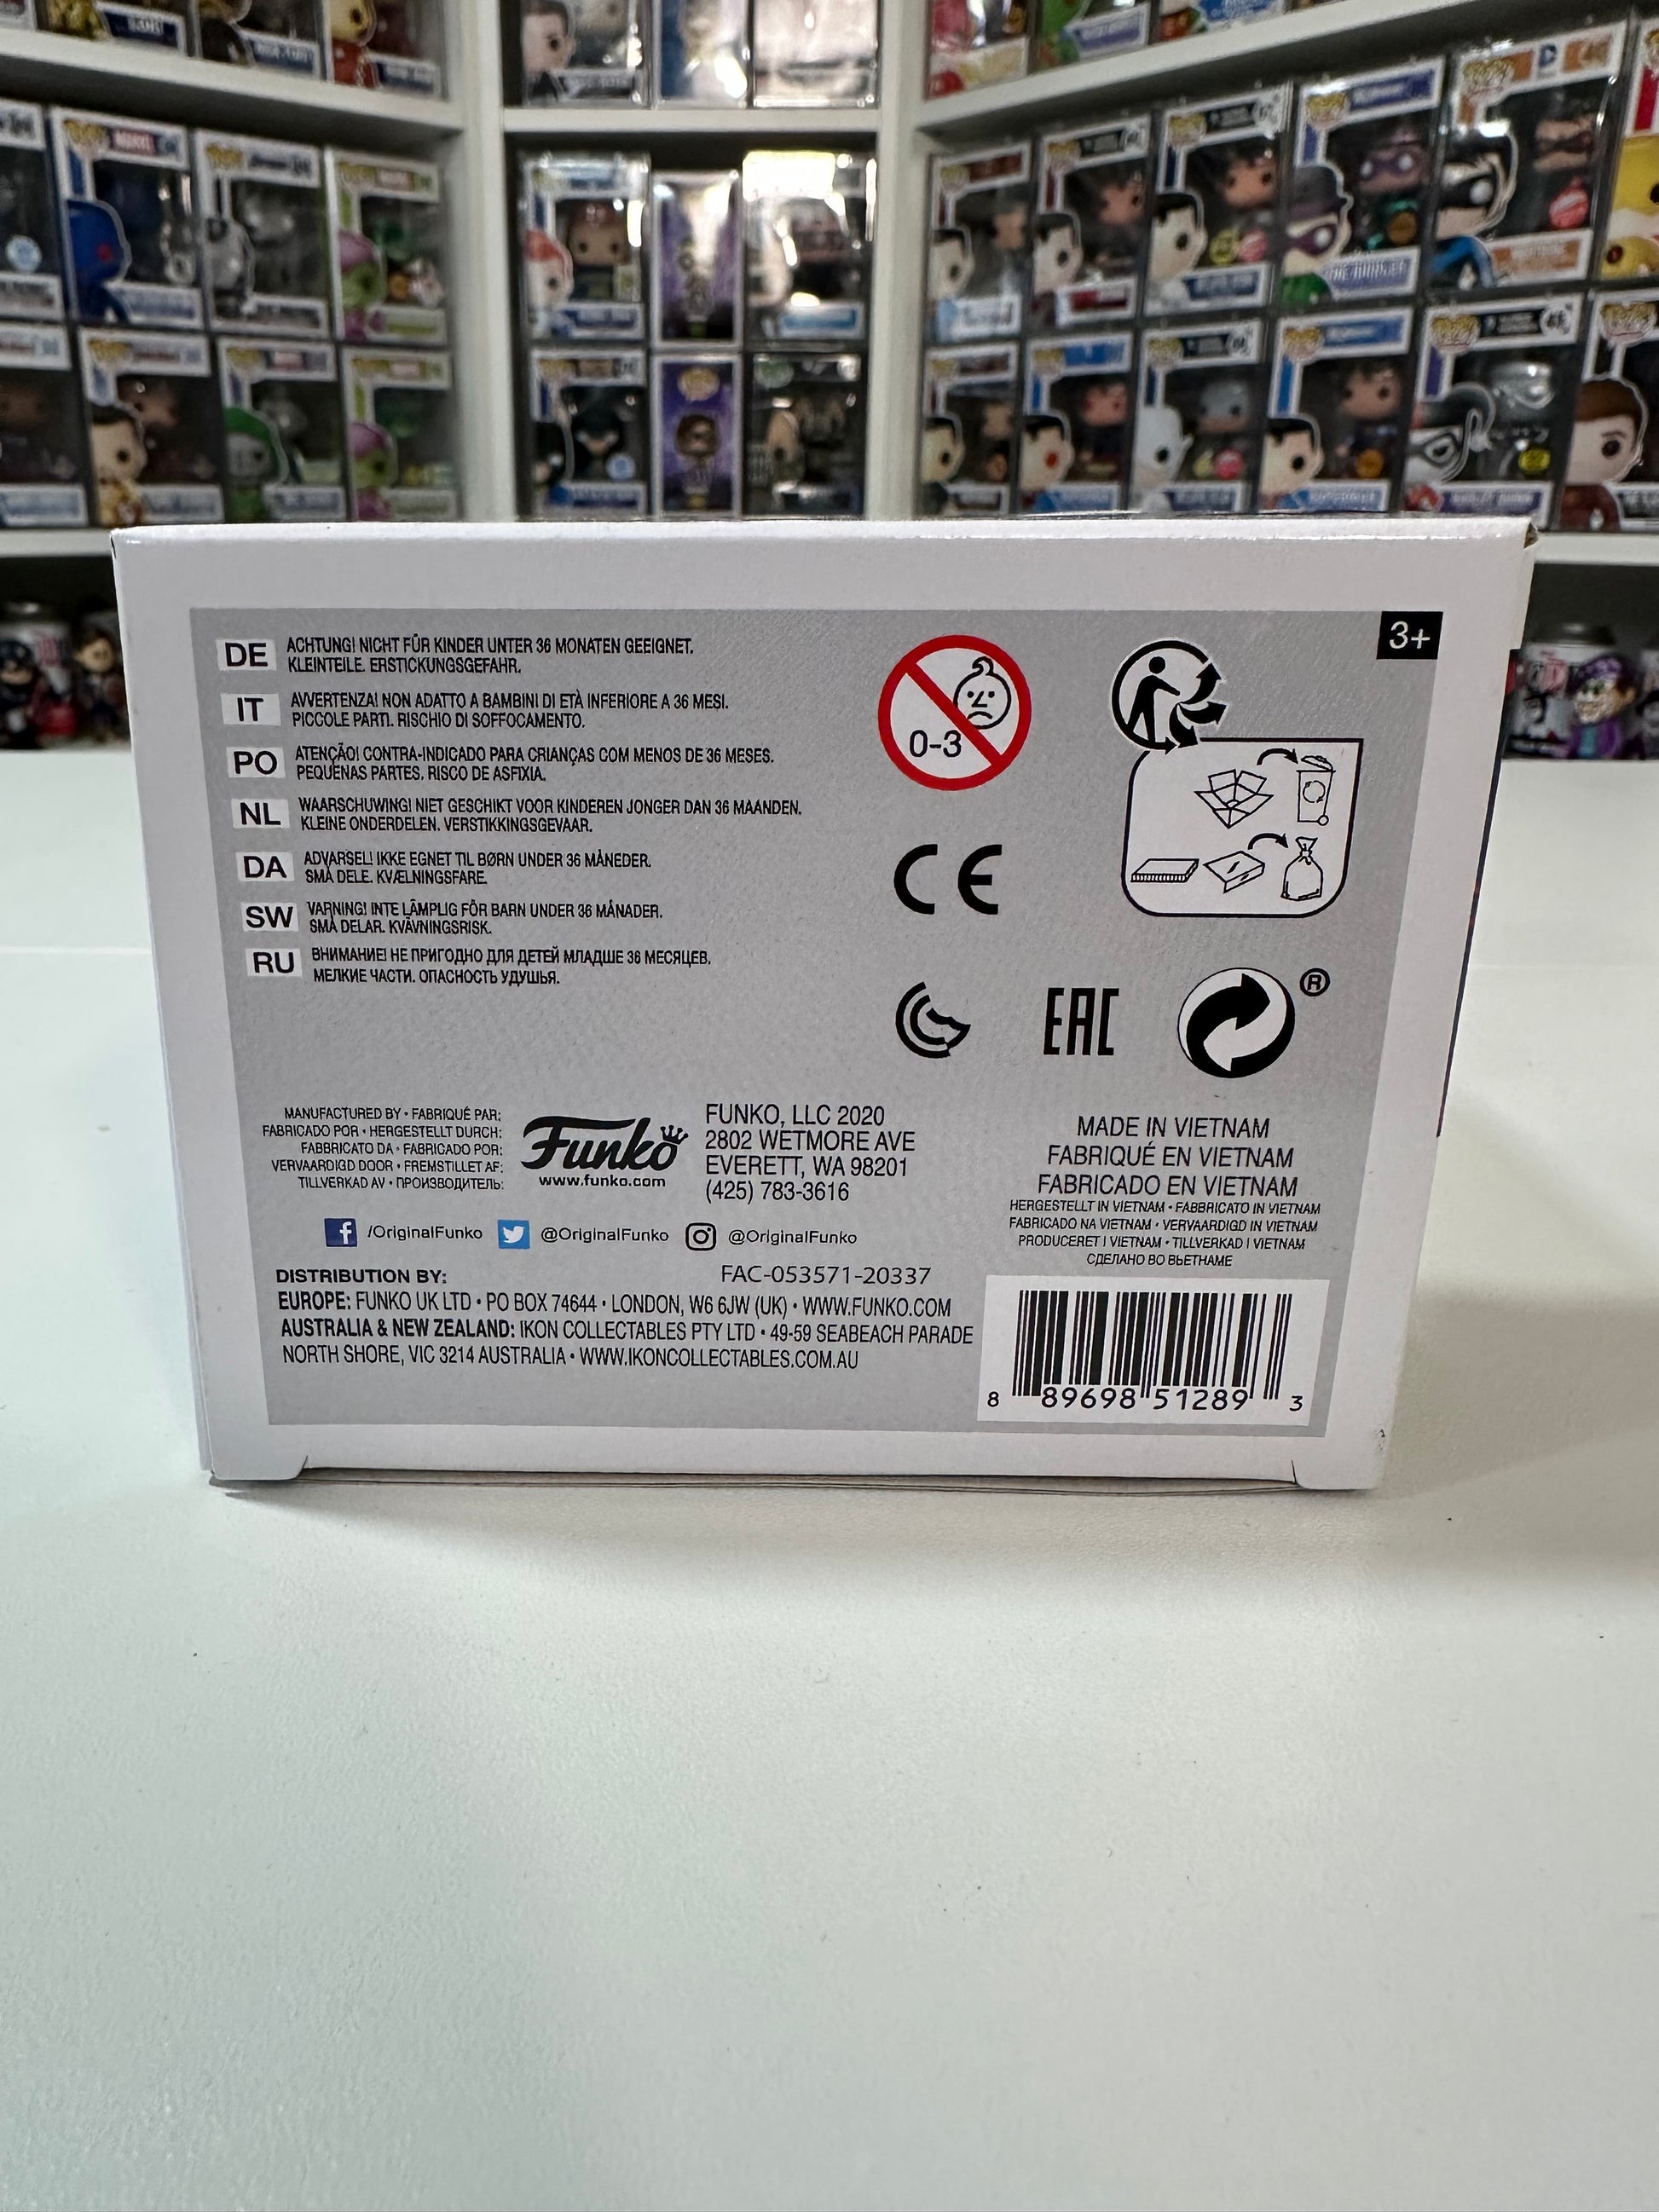 3+
DE
ACHTUNG! NICHT FÜR KINDER UNTER 36 MONATEN GEEIGNET.
KLEINTEILE. ERSTICKUNGSGEFAHR.
IT
AVVERTENZA! NON ADATTO A BAMBINI DI ETÀ INFERIORE A 36 MESI.
PICCOLE PARTI. RISCHIO DI SOFFOCAMENTO.
PO
ATENÇÃO! CONTRA-INDICADO PARA CRIANÇAS COM MENOS DE 36 MESES.
PEQUENAS PARTES. RISCO DE ASFIXIA.
NL
WAARSCHUWING! NIET GESCHIKT VOOR KINDEREN JONGER DAN 36 MAANDEN.
KLEINE ONDERDELEN. VERSTIKKINGSGEVAAR.
DA
ADVARSEL! IKKE EGNET TIL BØRN UNDER 36 MÅNEDER.
SMÅ DELE. KVÆLNINGSFARE.
SW
VARNING! INTE LÄMPLIG FÖR BARN UNDER 36 MÅNADER.
SMÅ DELAR. KVÄVNINGSRISK.
RU
ВНИМАНИЕ! НЕ ПРИГОДНО ДЛЯ ДЕТЕЙ МЛАДШЕ 36 МЕСЯЦЕВ.
МЕЛКИЕ ЧАСТИ. ОПАСНОСТЬ УДУШЬЯ.
0-3
CE
EAC
®
MANUFACTURED BY • FABRIQUÉ PAR:
FABRICADO POR • HERGESTELLT DURCH:
FABBRICATO DA • FABRICADO POR:
VERVAARDIGD DOOR • FREMSTILLET AF:
TILLVERKAD AV • ПРОИЗВОДИТЕЛЬ:
Funko
www.funko.com
FUNKO, LLC 2020
2802 WETMORE AVE
EVERETT, WA 98201
(425) 783-3616
/OriginalFunko @OriginalFunko @OriginalFunko
MADE IN VIETNAM
FABRIQUÉ EN VIETNAM
FABRICADO EN VIETNAM
HERGESTELLT IN VIETNAM • FABBRICATO IN VIETNAM
FABRICADO NA VIETNAM • VERVAARDIGD IN VIETNAM
PRODUCERET I VIETNAM • TILLVERKAD I VIETNAM
СДЕЛАНО ВО ВЬЕТНАМЕ
DISTRIBUTION BY:
FAC-053571-20337
EUROPE: FUNKO UK LTD • PO BOX 74644 • LONDON, W6 6JW (UK) • WWW.FUNKO.COM
AUSTRALIA & NEW ZEALAND: IKON COLLECTABLES PTY LTD • 49-59 SEABEACH PARADE
NORTH SHORE, VIC 3214 AUSTRALIA • WWW.IKONCOLLECTABLES.COM.AU
8 89698 51289 3